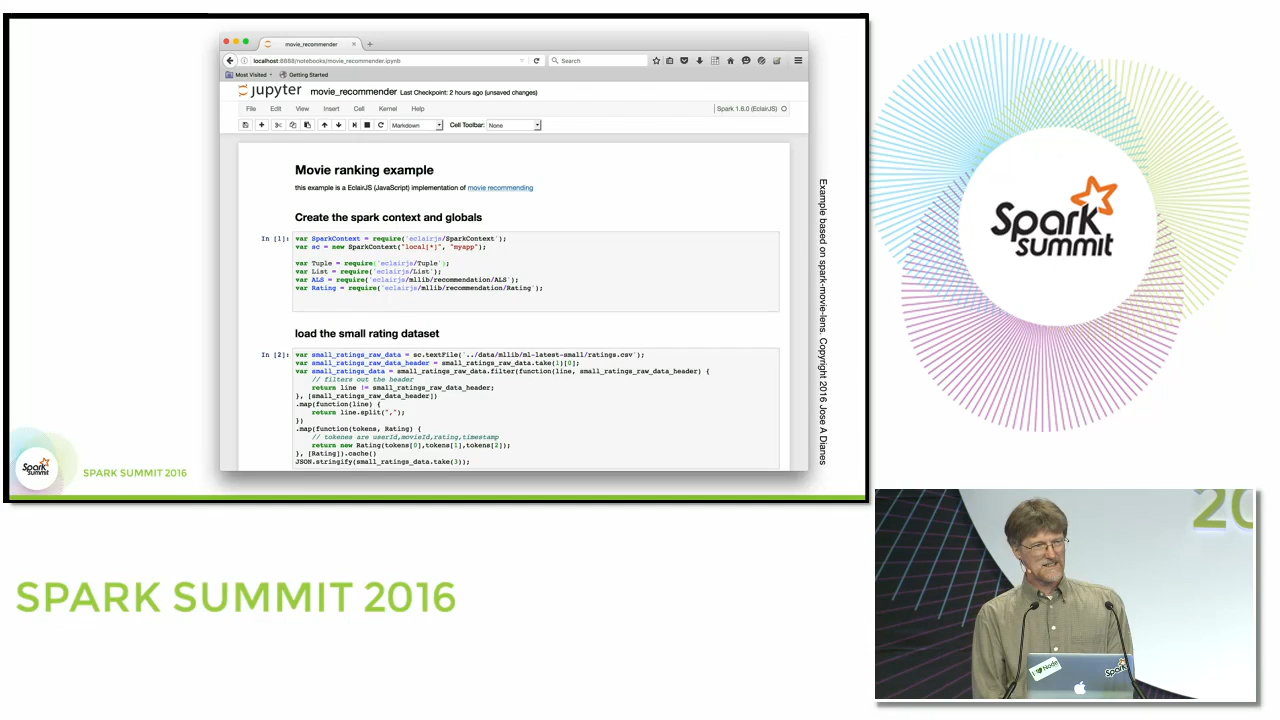 movie_recommender
localhost:8888/notebooks/movie_recommender.ipynb
Search
Most Visited
Getting Started
jupyter movie_recommender Last Checkpoint: 2 hours ago (unsaved changes)
File Edit View Insert Cell Kernel Help
Spark 1.6.0 (EclairJS)
Markdown
Cell Toolbar: None
Movie ranking example
this example is a EclairJS (JavaScript) implementation of movie recommending
Create the spark context and globals
In [1]:
var SparkContext = require('eclairjs/SparkContext');
var sc = new SparkContext("local[*]", "myapp");
var Tuple = require('eclairjs/Tuple');
var List = require('eclairjs/List');
var ALS = require('eclairjs/mllib/recommendation/ALS');
var Rating = require('eclairjs/mllib/recommendation/Rating');
load the small rating dataset
In [2]:
var small_ratings_raw_data = sc.textFile('../data/mllib/ml-latest-small/ratings.csv');
var small_ratings_raw_data_header = small_ratings_raw_data.take(1)[0];
var small_ratings_data = small_ratings_raw_data.filter(function(line, small_ratings_raw_data_header) {
// filters out the header
return line != small_ratings_raw_data_header;
}, [small_ratings_raw_data_header])
.map(function(line) {
return line.split(",");
})
.map(function(tokens, Rating) {
// tokenes are userId,movieId,rating,timestamp
return new Rating(tokens[0],tokens[1],tokens[2]);
}, [Rating]).cache()
JSON.stringify(small_ratings_data.take(3));
Example based on spark-movie-lens. Copyright 2016 Jose A Dianes
Spark
summit
SPARK SUMMIT 2016
Spark
summit
SPARK SUMMIT 2016
20
I
Node
Spark